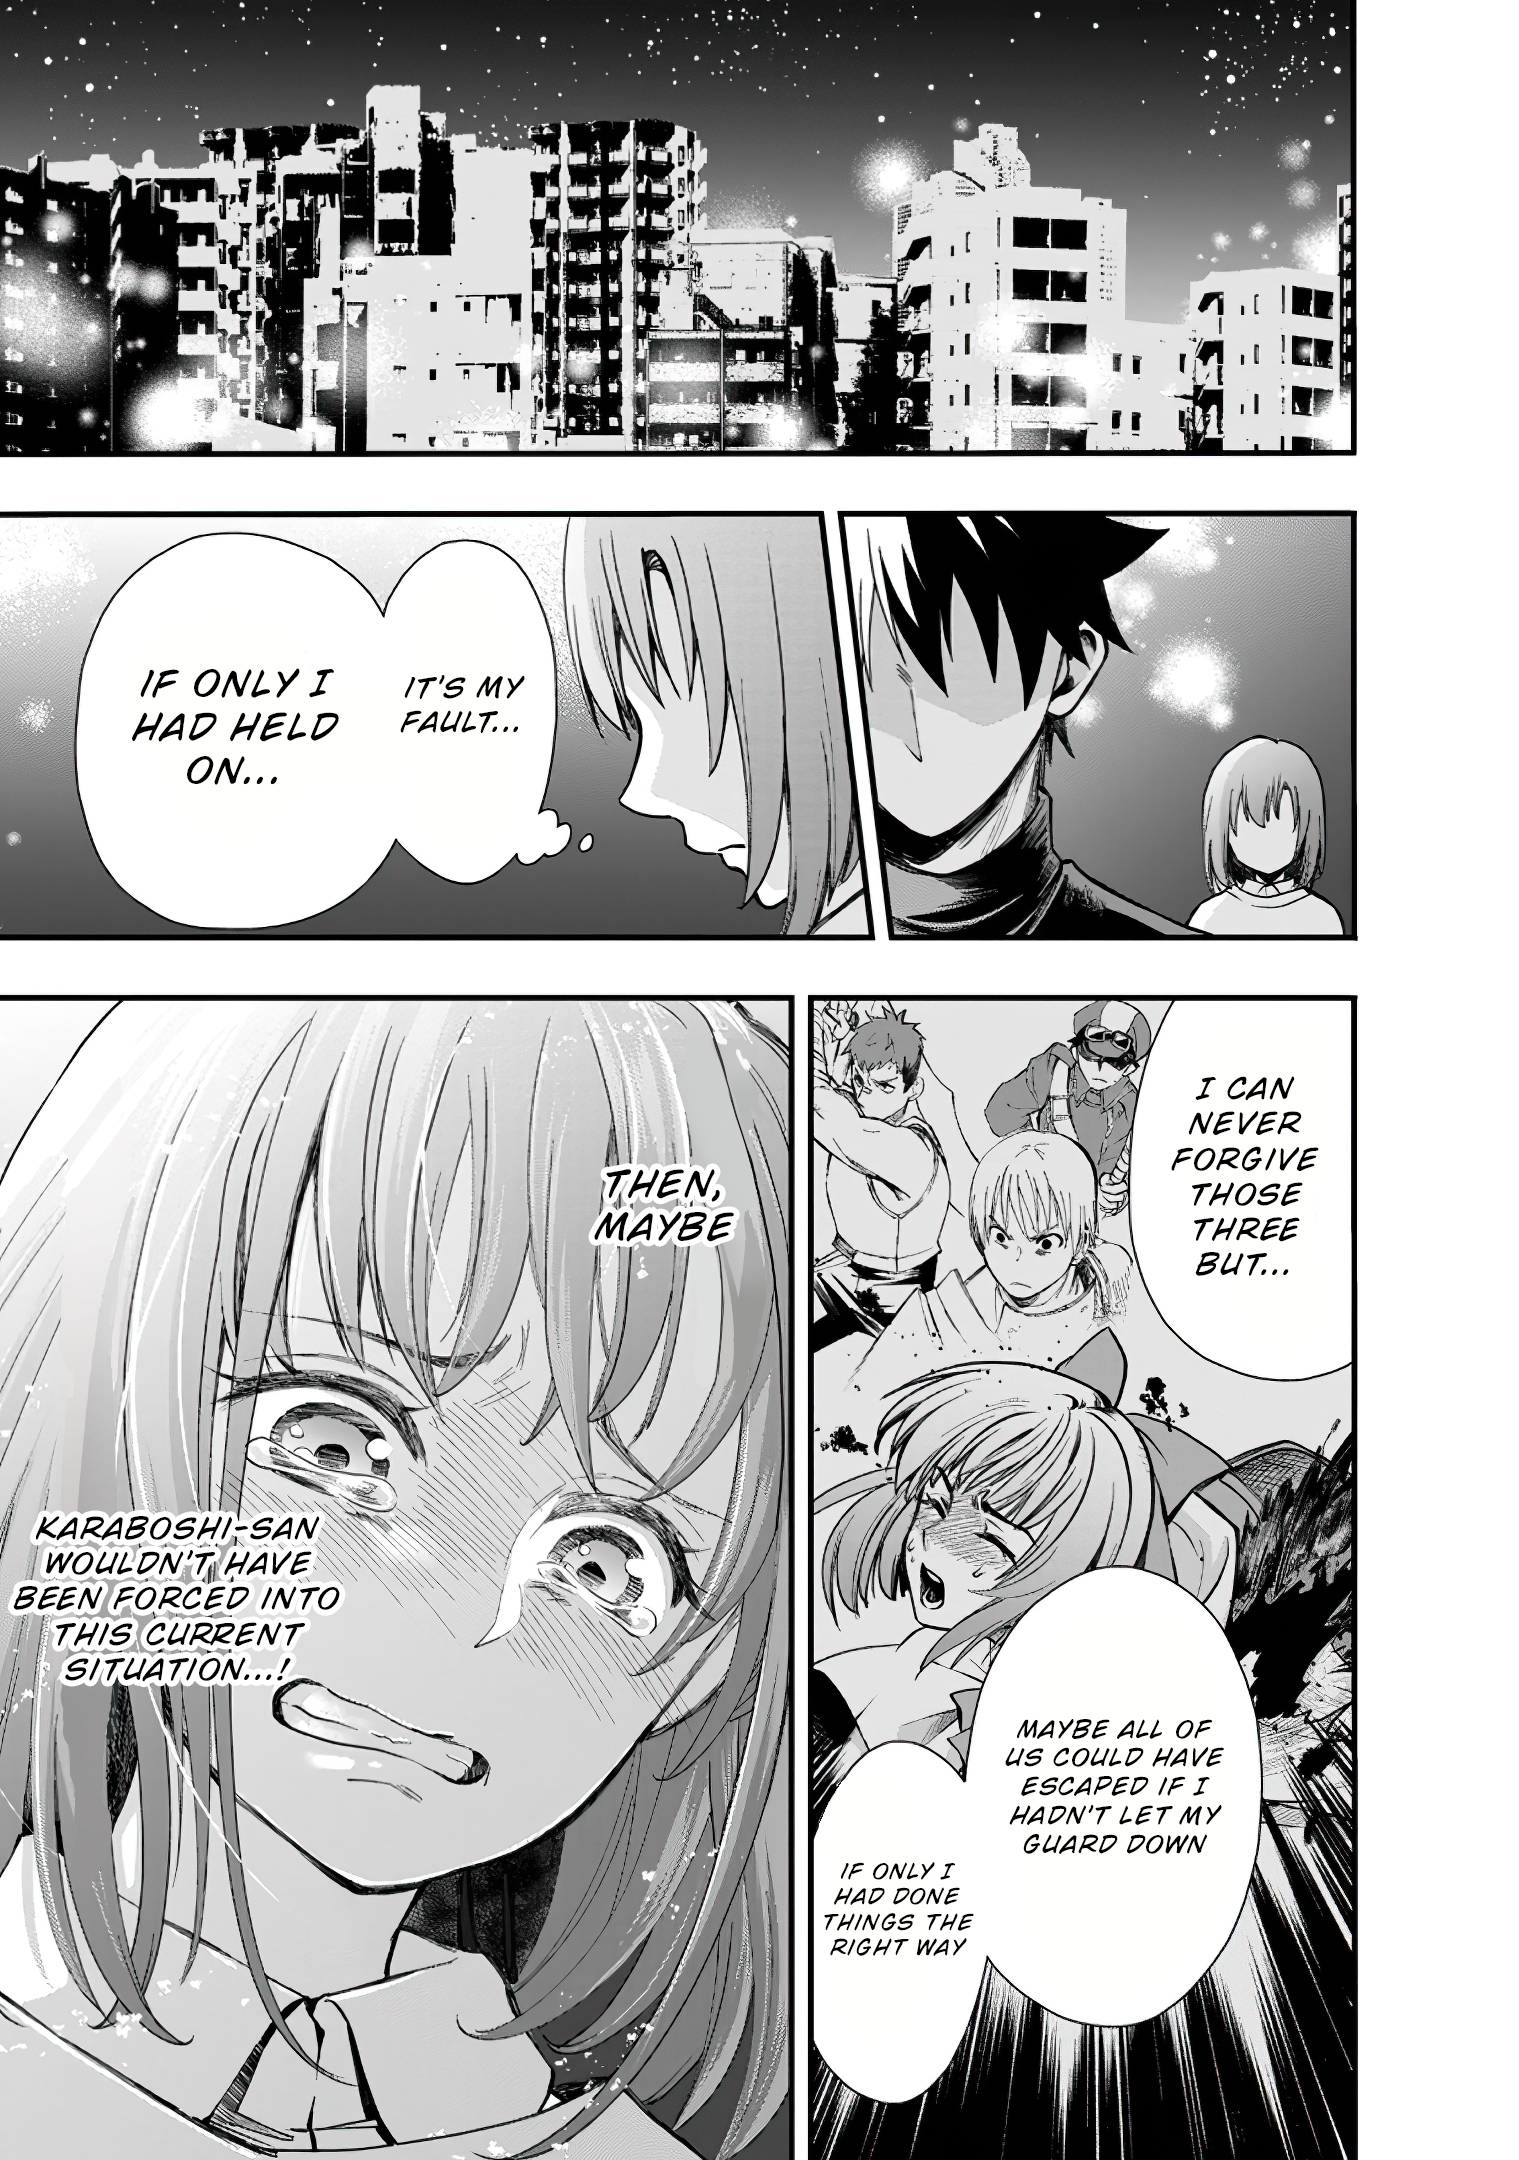 IT'S MY
FAULT...
IF ONLY I
HAD HELD
ON...
I CAN
NEVER
FORGIVE
THOSE
THREE
BUT...
MAYBE ALL OF
US COULD HAVE
ESCAPED IF I
HADN'T LET MY
GUARD DOWN
IF ONLY I
HAD DONE
THINGS THE
RIGHT WAY
THEN,
MAYBE
KARABOSHI-SAN
WOULDN'T HAVE
BEEN FORCED INTO
THIS CURRENT
SITUATION...!